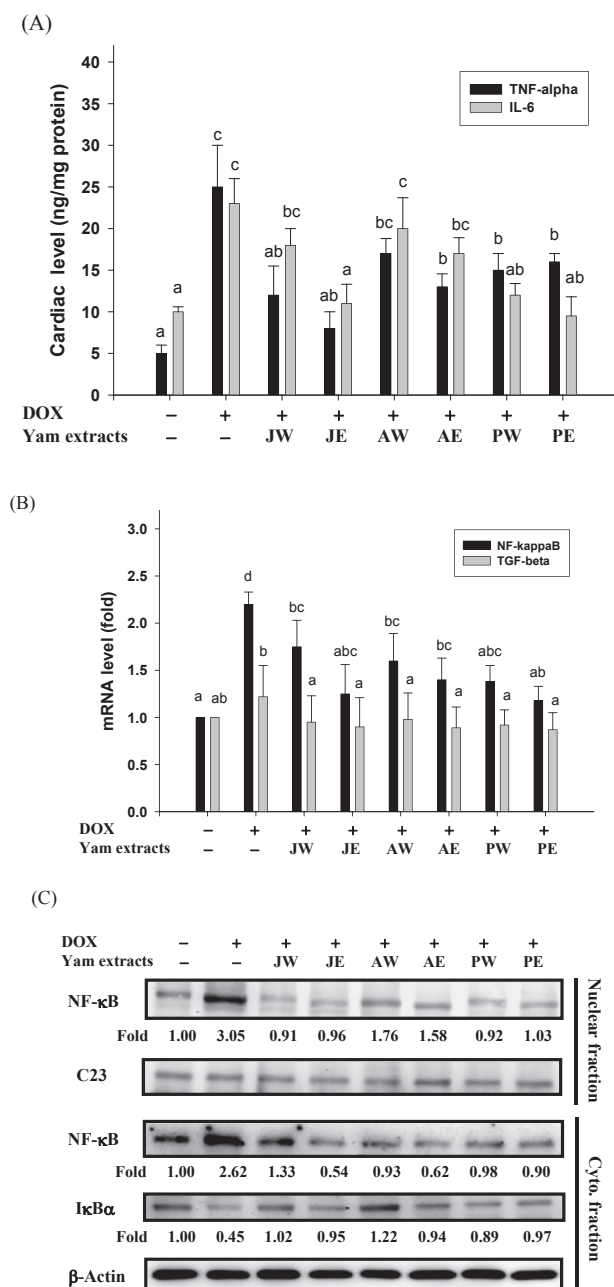 (A)
TNF-alpha
IL-6
Cardiac level (ng/mg protein)
40
35
30
25
20
15
10
5
0
a a c c ab bc ab a bc c b bc b ab b ab
DOX – + + + + + + +
Yam extracts – – JW JE AW AE PW PE
(B)
NF-kappaB
TGF-beta
mRNA level (fold)
3.0
2.5
2.0
1.5
1.0
0.5
0.0
a ab d b bc a abc a bc a bc a abc a ab a
DOX – + + + + + + +
Yam extracts – – JW JE AW AE PW PE
(C)
DOX – + + + + + + +
Yam extracts – – JW JE AW AE PW PE
NF-κB
Fold 1.00 3.05 0.91 0.96 1.76 1.58 0.92 1.03
C23
Nuclear fraction
NF-κB
Fold 1.00 2.62 1.33 0.54 0.93 0.62 0.98 0.90
IκBα
Fold 1.00 0.45 1.02 0.95 1.22 0.94 0.89 0.97
β-Actin
Cyto. fraction